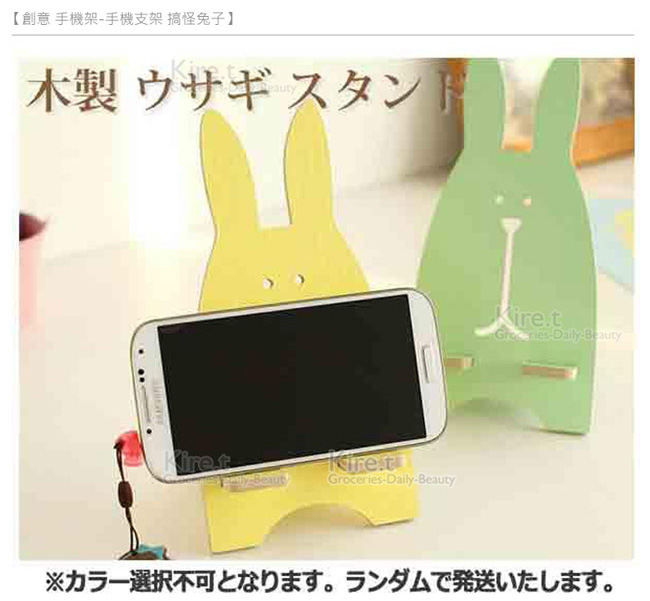 【創意 手機架-手機支架 搞怪兔子】
木製 ウサギ スタンド
Kire.t
Groceries-Daily-Beauty
Kire.t
Groceries-Daily-Beauty
SAMSUNG
Kire.t
Kire.t
Groceries-Daily-Beauty
※カラー選択不可となります。ランダムで発送いたします。